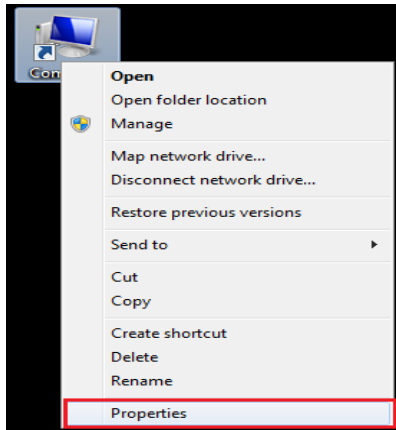 Open
Open folder location
Manage
Map network drive...
Disconnect network drive...
Restore previous versions
Send to
Cut
Copy
Create shortcut
Delete
Rename
Properties